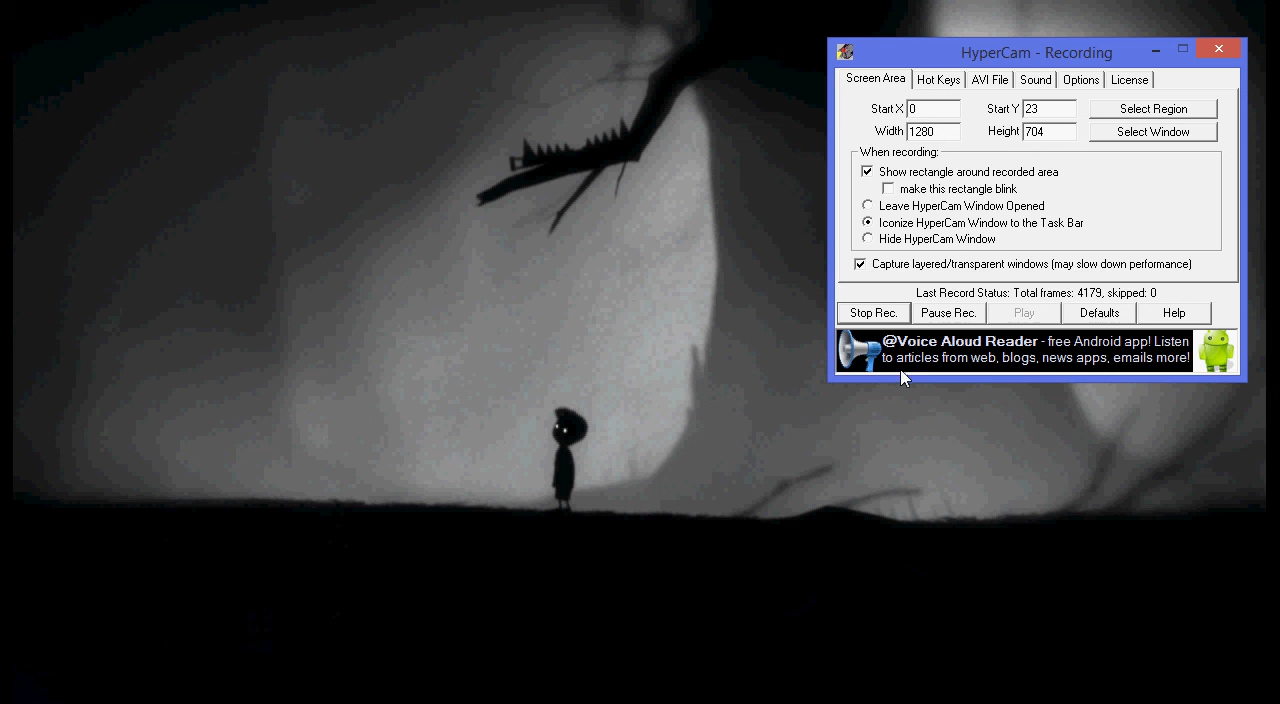 HyperCam - Recording
Screen Area Hot Keys AVI File Sound Options License
Start X 0 Start Y 23 Select Region
Width 1280 Height 704 Select Window
When recording:
Show rectangle around recorded area
make this rectangle blink
Leave HyperCam Window Opened
Iconize HyperCam Window to the Task Bar
Hide HyperCam Window
Capture layered/transparent windows (may slow down performance)
Last Record Status: Total frames: 4179, skipped: 0
Stop Rec. Pause Rec. Play Defaults Help
@Voice Aloud Reader - free Android app! Listen
to articles from web, blogs, news apps, emails more!